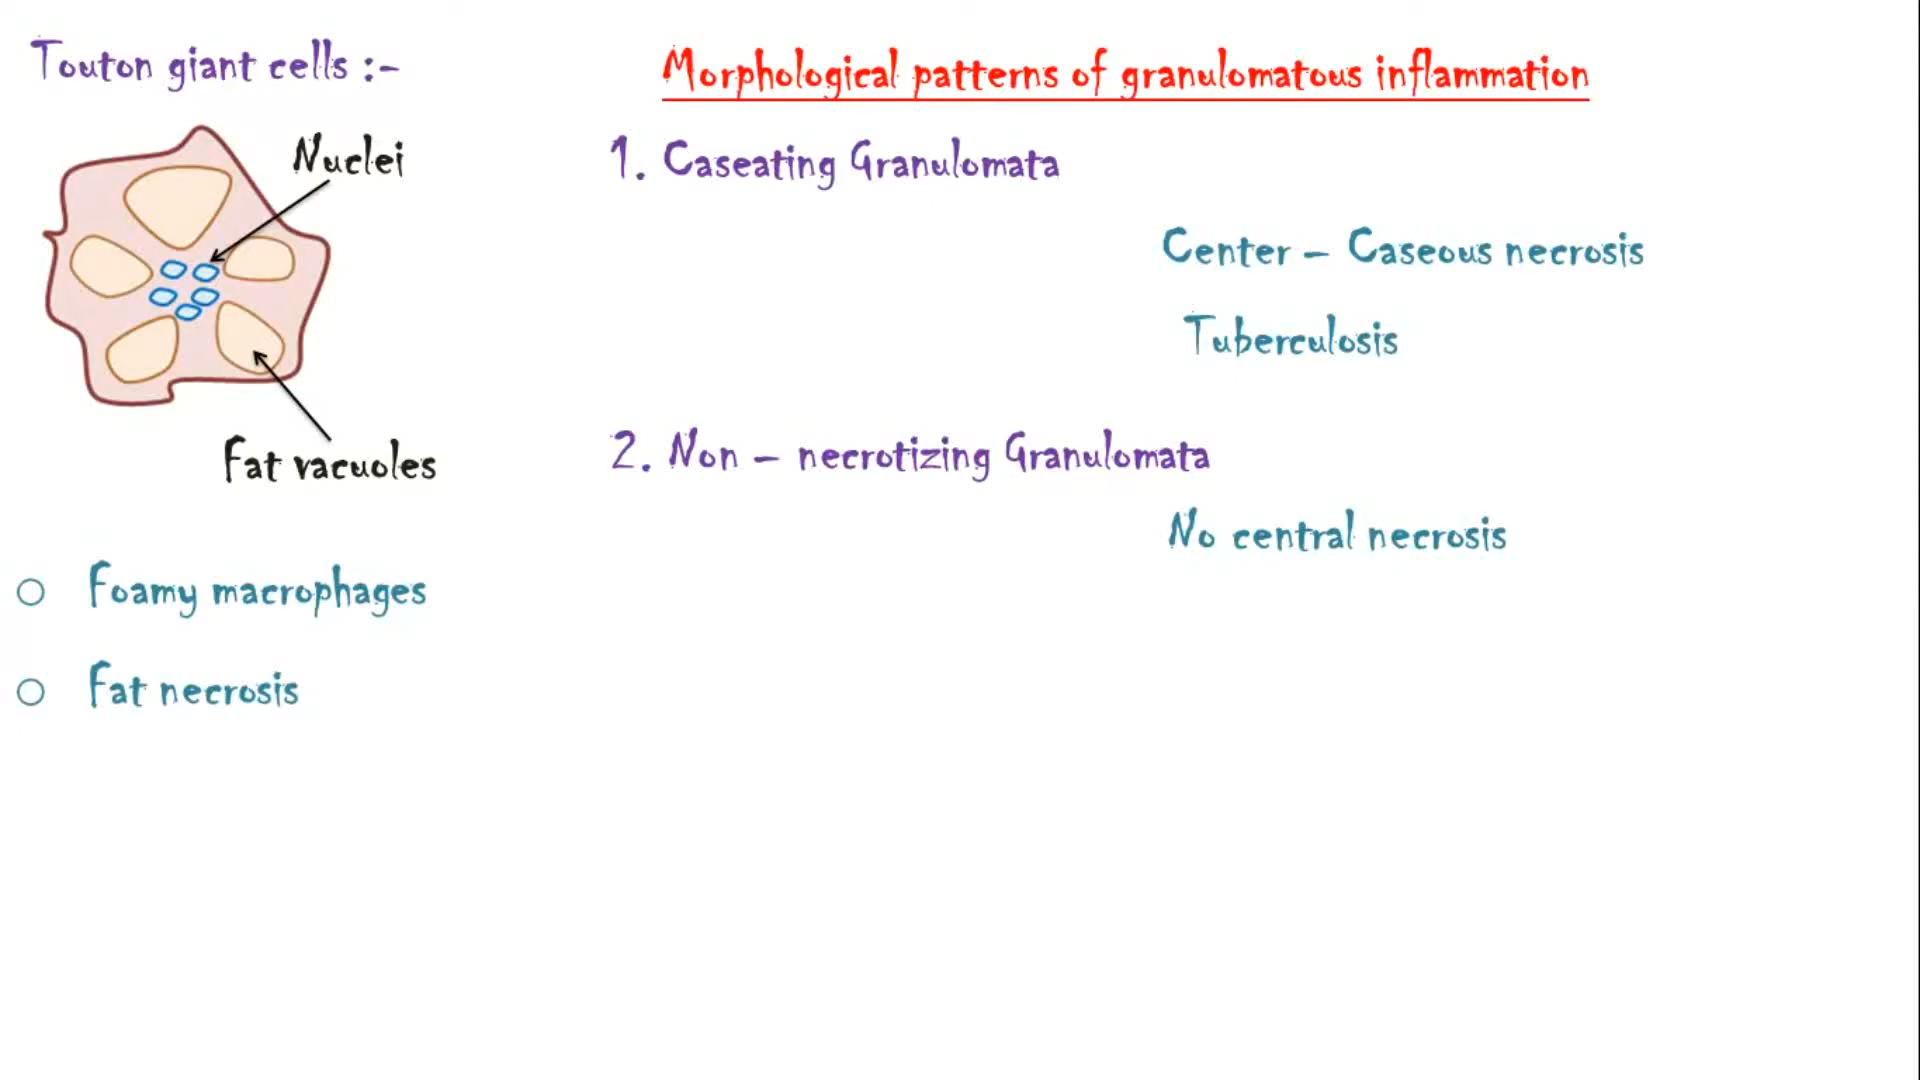 Touton giant cells :-
Nuclei
Fat vacuoles
○ Foamy macrophages
○ Fat necrosis
Morphological patterns of granulomatous inflammation
1. Caseating Granulomata
Center – Caseous necrosis
Tuberculosis
2. Non – necrotizing Granulomata
No central necrosis